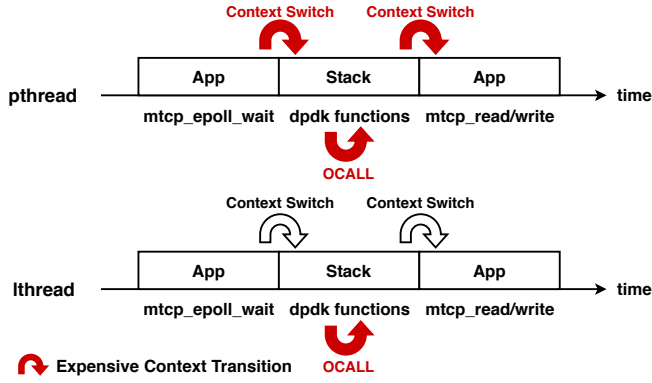 Context Switch Context Switch
App Stack App
pthread time
mtcp_epoll_wait dpdk functions mtcp_read/write
OCALL
Context Switch Context Switch
App Stack App
lthread time
mtcp_epoll_wait dpdk functions mtcp_read/write
Expensive Context Transition OCALL